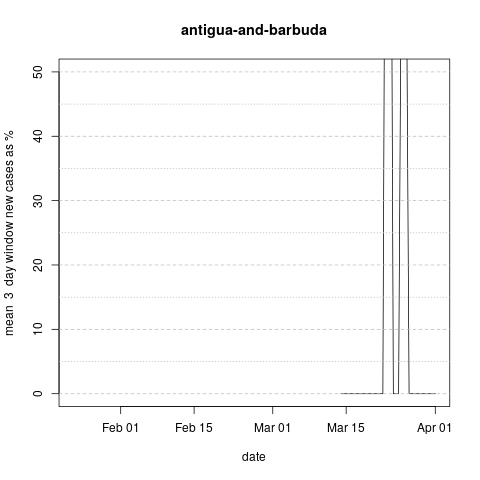 antigua-and-barbuda
mean 3 day window new cases as %
50
40
30
20
10
0
Feb 01 Feb 15 Mar 01 Mar 15 Apr 01
date